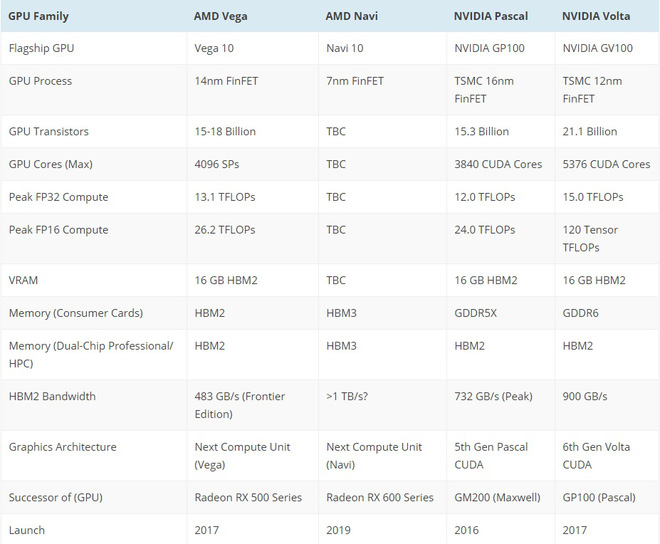 GPU Family AMD Vega AMD Navi NVIDIA Pascal NVIDIA Volta
Flagship GPU Vega 10 Navi 10 NVIDIA GP100 NVIDIA GV100
GPU Process 14nm FinFET 7nm FinFET TSMC 16nm FinFET TSMC 12nm FinFET
GPU Transistors 15-18 Billion TBC 15.3 Billion 21.1 Billion
GPU Cores (Max) 4096 SPs TBC 3840 CUDA Cores 5376 CUDA Cores
Peak FP32 Compute 13.1 TFLOPs TBC 12.0 TFLOPs 15.0 TFLOPs
Peak FP16 Compute 26.2 TFLOPs TBC 24.0 TFLOPs 120 Tensor TFLOPs
VRAM 16 GB HBM2 TBC 16 GB HBM2 16 GB HBM2
Memory (Consumer Cards) HBM2 HBM3 GDDR5X GDDR6
Memory (Dual-Chip Professional/ HPC) HBM2 HBM3 HBM2 HBM2
HBM2 Bandwidth 483 GB/s (Frontier Edition) >1 TB/s? 732 GB/s (Peak) 900 GB/s
Graphics Architecture Next Compute Unit (Vega) Next Compute Unit (Navi) 5th Gen Pascal CUDA 6th Gen Volta CUDA
Successor of (GPU) Radeon RX 500 Series Radeon RX 600 Series GM200 (Maxwell) GP100 (Pascal)
Launch 2017 2019 2016 2017